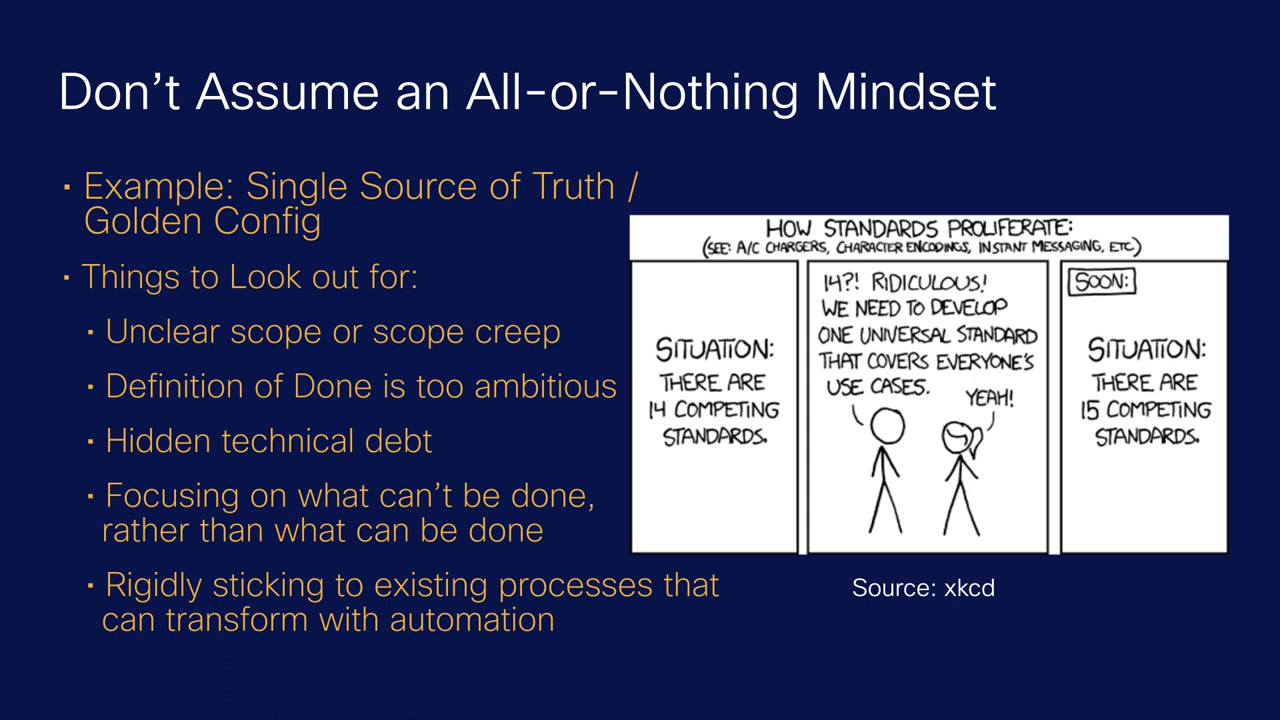 Don’t Assume an All-or-Nothing Mindset
· Example: Single Source of Truth /
Golden Config
· Things to Look out for:
· Unclear scope or scope creep
· Definition of Done is too ambitious
· Hidden technical debt
· Focusing on what can’t be done,
rather than what can be done
· Rigidly sticking to existing processes that
can transform with automation
HOW STANDARDS PROLIFERATE:
(SEE: A/C CHARGERS, CHARACTER ENCODINGS, INSTANT MESSAGING, ETC)
SITUATION:
THERE ARE
14 COMPETING
STANDARDS.
14?! RIDICULOUS!
WE NEED TO DEVELOP
ONE UNIVERSAL STANDARD
THAT COVERS EVERYONE'S
USE CASES.
YEAH!
SOON:
SITUATION:
THERE ARE
15 COMPETING
STANDARDS.
Source: xkcd